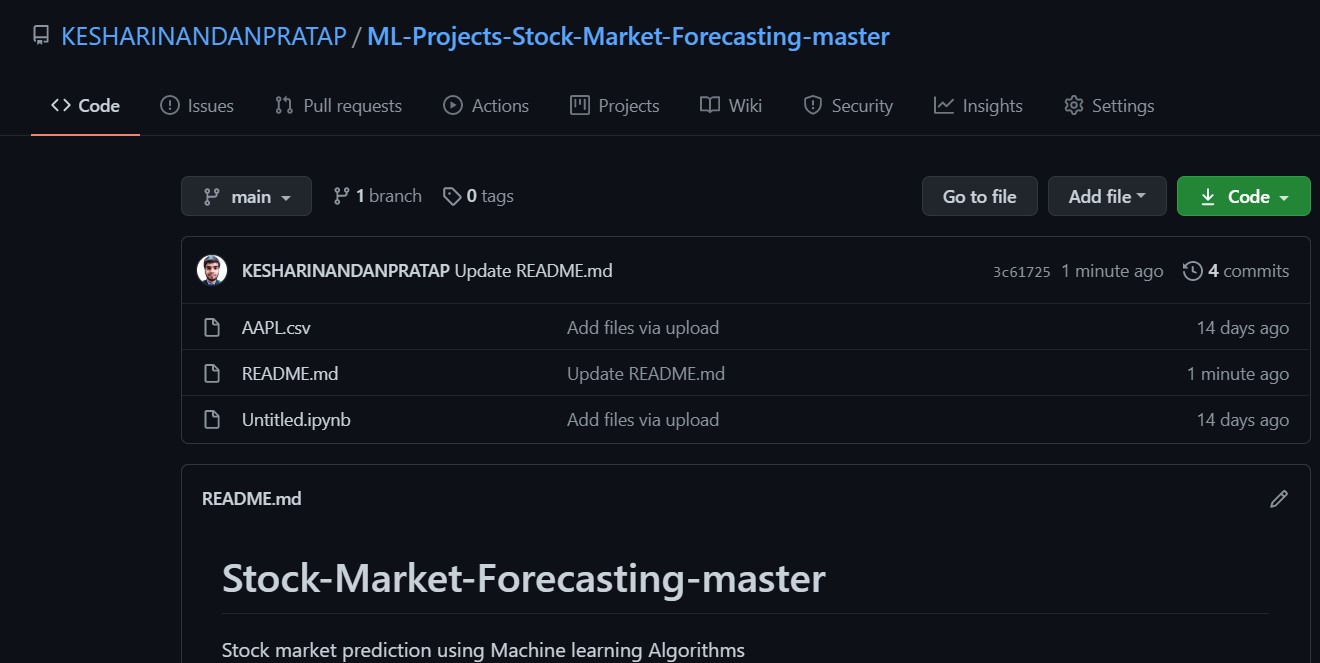 KESHARINANDANPRATAP / ML-Projects-Stock-Market-Forecasting-master
Code Issues Pull requests Actions Projects Wiki Security Insights Settings
main 1 branch 0 tags Go to file Add file Code
KESHARINANDANPRATAP Update README.md 3c61725 1 minute ago 4 commits
AAPL.csv Add files via upload 14 days ago
README.md Update README.md 1 minute ago
Untitled.ipynb Add files via upload 14 days ago
README.md
Stock-Market-Forecasting-master
Stock market prediction using Machine learning Algorithms